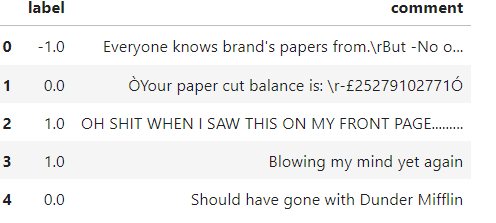 label comment
0 -1.0 Everyone knows brand's papers from.\rBut -No o...
1 0.0 ÒYour paper cut balance is: \r-£25279102771Ó
2 1.0 OH SHIT WHEN I SAW THIS ON MY FRONT PAGE.........
3 1.0 Blowing my mind yet again
4 0.0 Should have gone with Dunder Mifflin